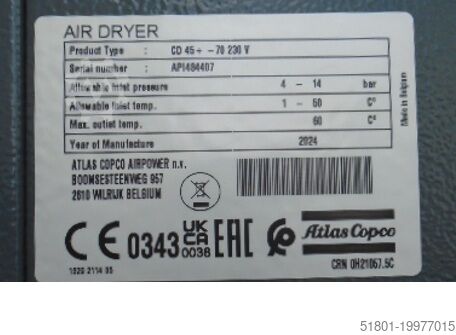 AIR DRYER
Product Type : CD 45+ -70 230 V
Serial number : API484407
Allowable inlet pressure 4 - 14 bar
Allowable inlet temp. 1 - 50 C°
Max. outlet temp. 60 C°
Year of Manufacture 2024
ATLAS COPCO AIRPOWER n.v.
BOOMSESTEENWEG 957
2610 WILRIJK BELGIUM
Made in Belgium
CE 0343 UK CA 0038 EAC
Atlas Copco
1029 2114 05
CRN 0H21067.5C
51801-19977015